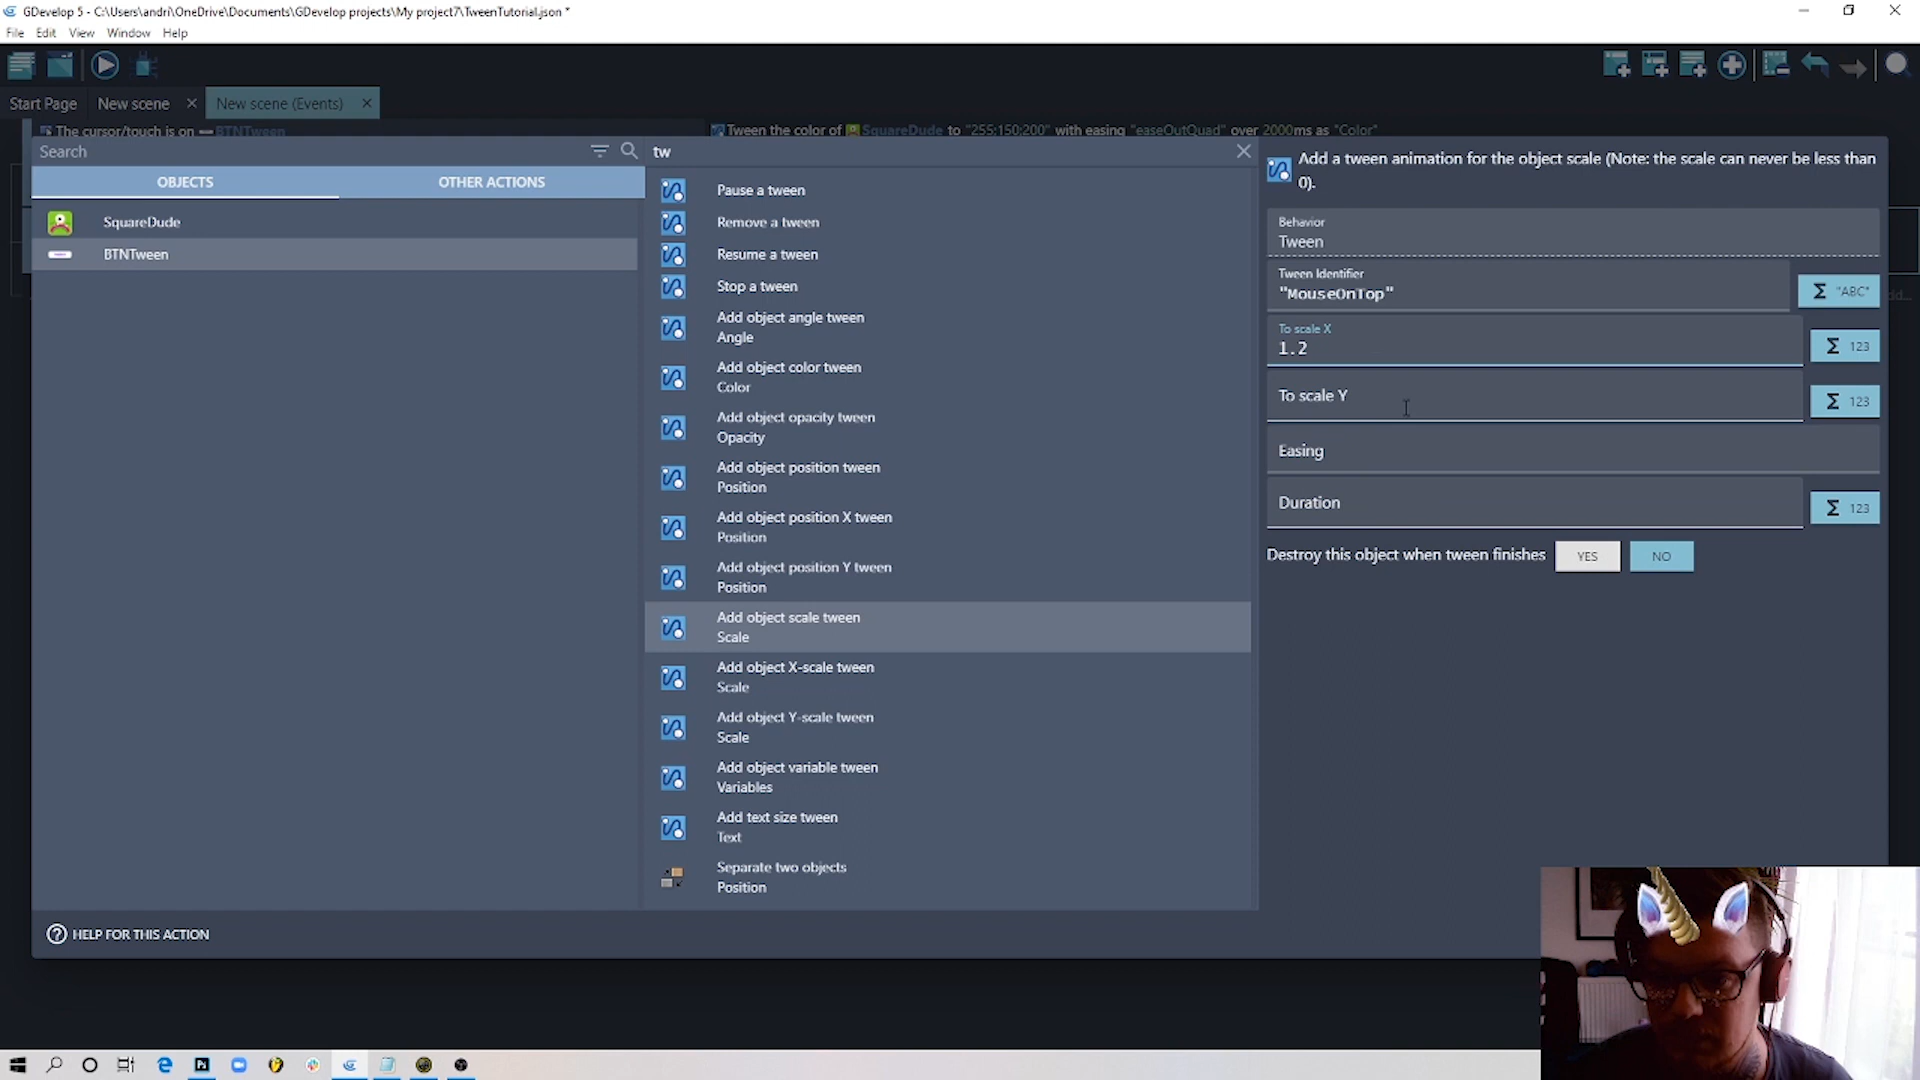 GDevelop 5 - C:\Users\andri\OneDrive\Documents\GDevelop projects\My project7\TweenTutorial.json *
File Edit View Window Help
Start Page New scene New scene (Events)
The cursor/touch is on BTNTween
Tween the color of SquareDude to "255;150;200" with easing "easeOutQuad" over 2000ms as "Color"
Search
tw
OBJECTS
OTHER ACTIONS
SquareDude
BTNTween
Pause a tween
Remove a tween
Resume a tween
Stop a tween
Add object angle tween
Angle
Add object color tween
Color
Add object opacity tween
Opacity
Add object position tween
Position
Add object position X tween
Position
Add object position Y tween
Position
Add object scale tween
Scale
Add object X-scale tween
Scale
Add object Y-scale tween
Scale
Add object variable tween
Variables
Add text size tween
Text
Separate two objects
Position
Add a tween animation for the object scale (Note: the scale can never be less than
0).
Behavior
Tween
Tween Identifier
"MouseOnTop"
Σ "ABC"
To scale X
1.2
Σ 123
To scale Y
Σ 123
Easing
Duration
Σ 123
Destroy this object when tween finishes YES NO
HELP FOR THIS ACTION